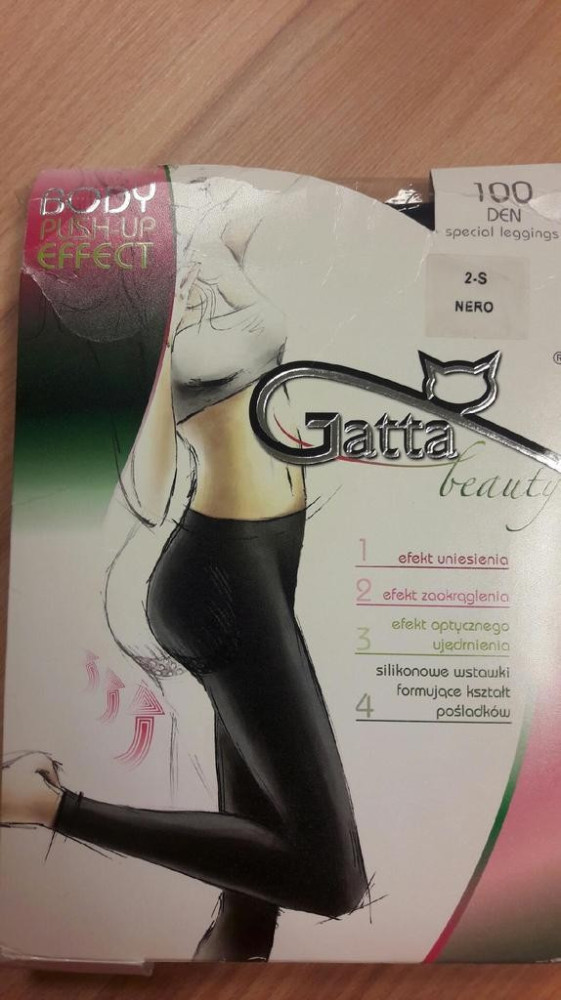 BODY
PUSH-UP
EFFECT
100
DEN
special leggings
2-S
NERO
®
Gatta
beauty
1 efekt uniesienia
2 efekt zaokrąglenia
3 efekt optycznego
ujędrnienia
silikonowe wstawki
formujące kształt
4 pośladków